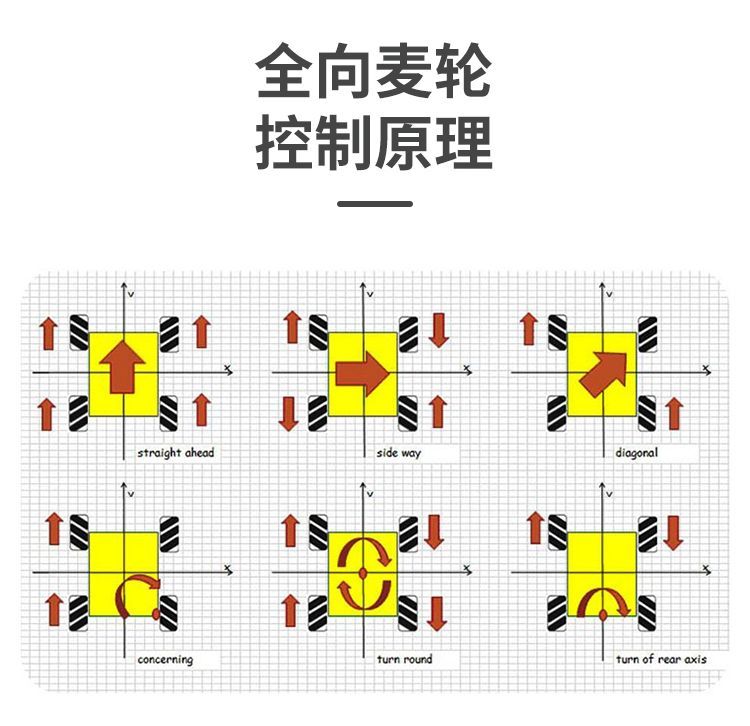 全向麦轮
控制原理
v
v
v
x
x
x
straight ahead
side way
diagonal
v
v
v
x
x
x
concerning
turn round
turn of rear axis